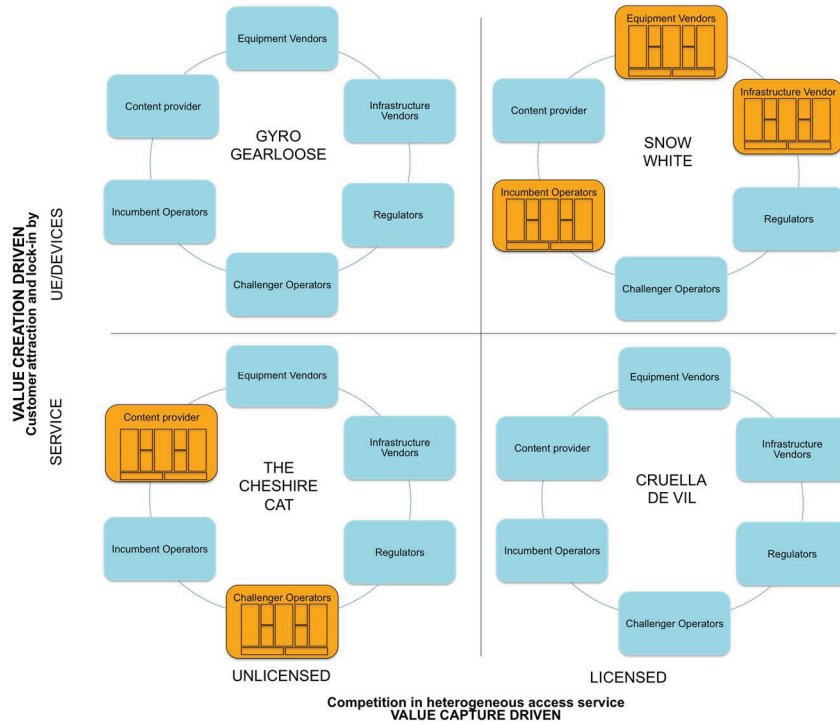 Equipment Vendors
Content provider
Infrastructure
Vendors
GYRO
GEARLOOSE
Incumbent Operators
Regulators
Challenger Operators
Equipment Vendors
Infrastructure Vendor
Content provider
SNOW
WHITE
Incumbent Operators
Regulators
Challenger Operators
VALUE CREATION DRIVEN
Customer attraction and lock-in by
UE/DEVICES
SERVICE
Equipment Vendors
Content provider
Infrastructure
Vendors
THE
CHESHIRE
CAT
Incumbent Operators
Regulators
Challenger Operators
Equipment Vendors
Content provider
Infrastructure
Vendors
CRUELLA
DE VIL
Incumbent Operators
Regulators
Challenger Operators
UNLICENSED
LICENSED
Competition in heterogeneous access service
VALUE CAPTURE DRIVEN